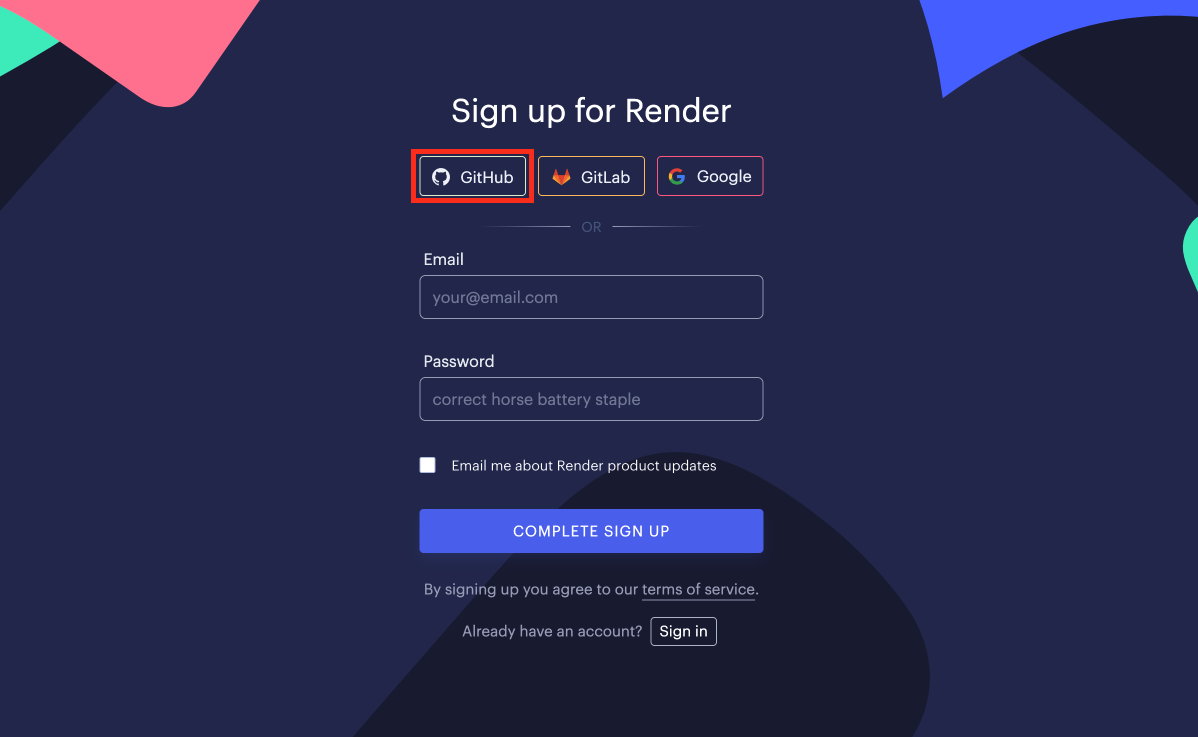 Sign up for Render
GitHub GitLab Google
OR
Email
your@email.com
Password
correct horse battery staple
Email me about Render product updates
COMPLETE SIGN UP
By signing up you agree to our terms of service.
Already have an account? Sign in